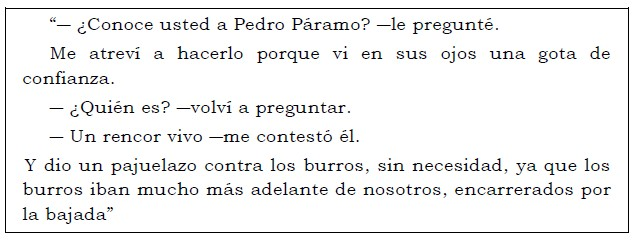 “— ¿Conoce usted a Pedro Páramo? —le pregunté.
Me atreví a hacerlo porque vi en sus ojos una gota de
confianza.
— ¿Quién es? —volví a preguntar.
— Un rencor vivo —me contestó él.
Y dio un pajuelazo contra los burros, sin necesidad, ya que los
burros iban mucho más adelante de nosotros, encarrerados por
la bajada”